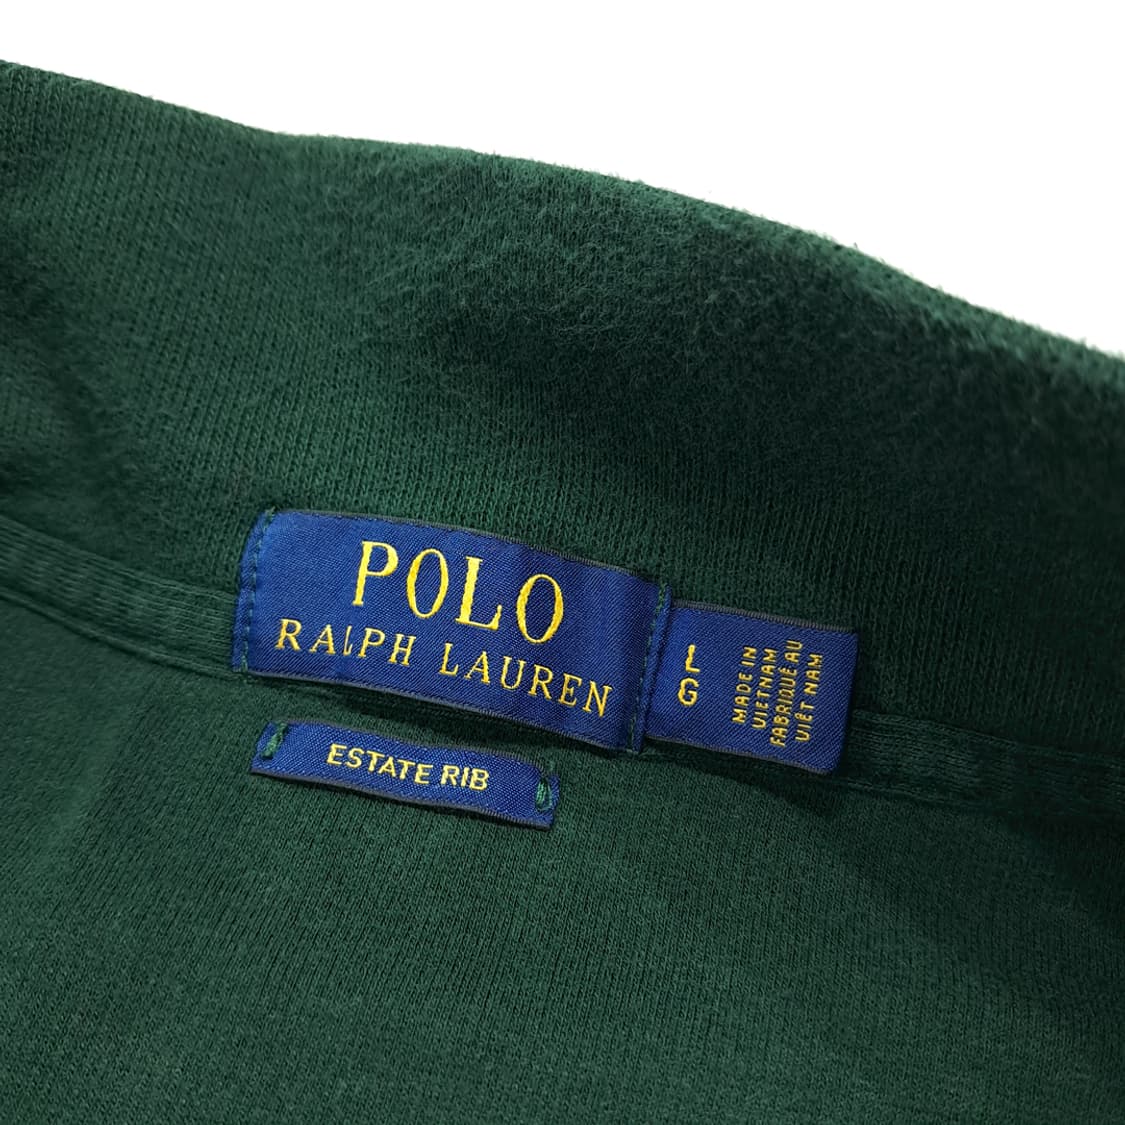 POLO
RALPH LAUREN
L
G
MADE IN
VIETNAM
FABRIQUÉ AU
VIÊT NAM
ESTATE RIB